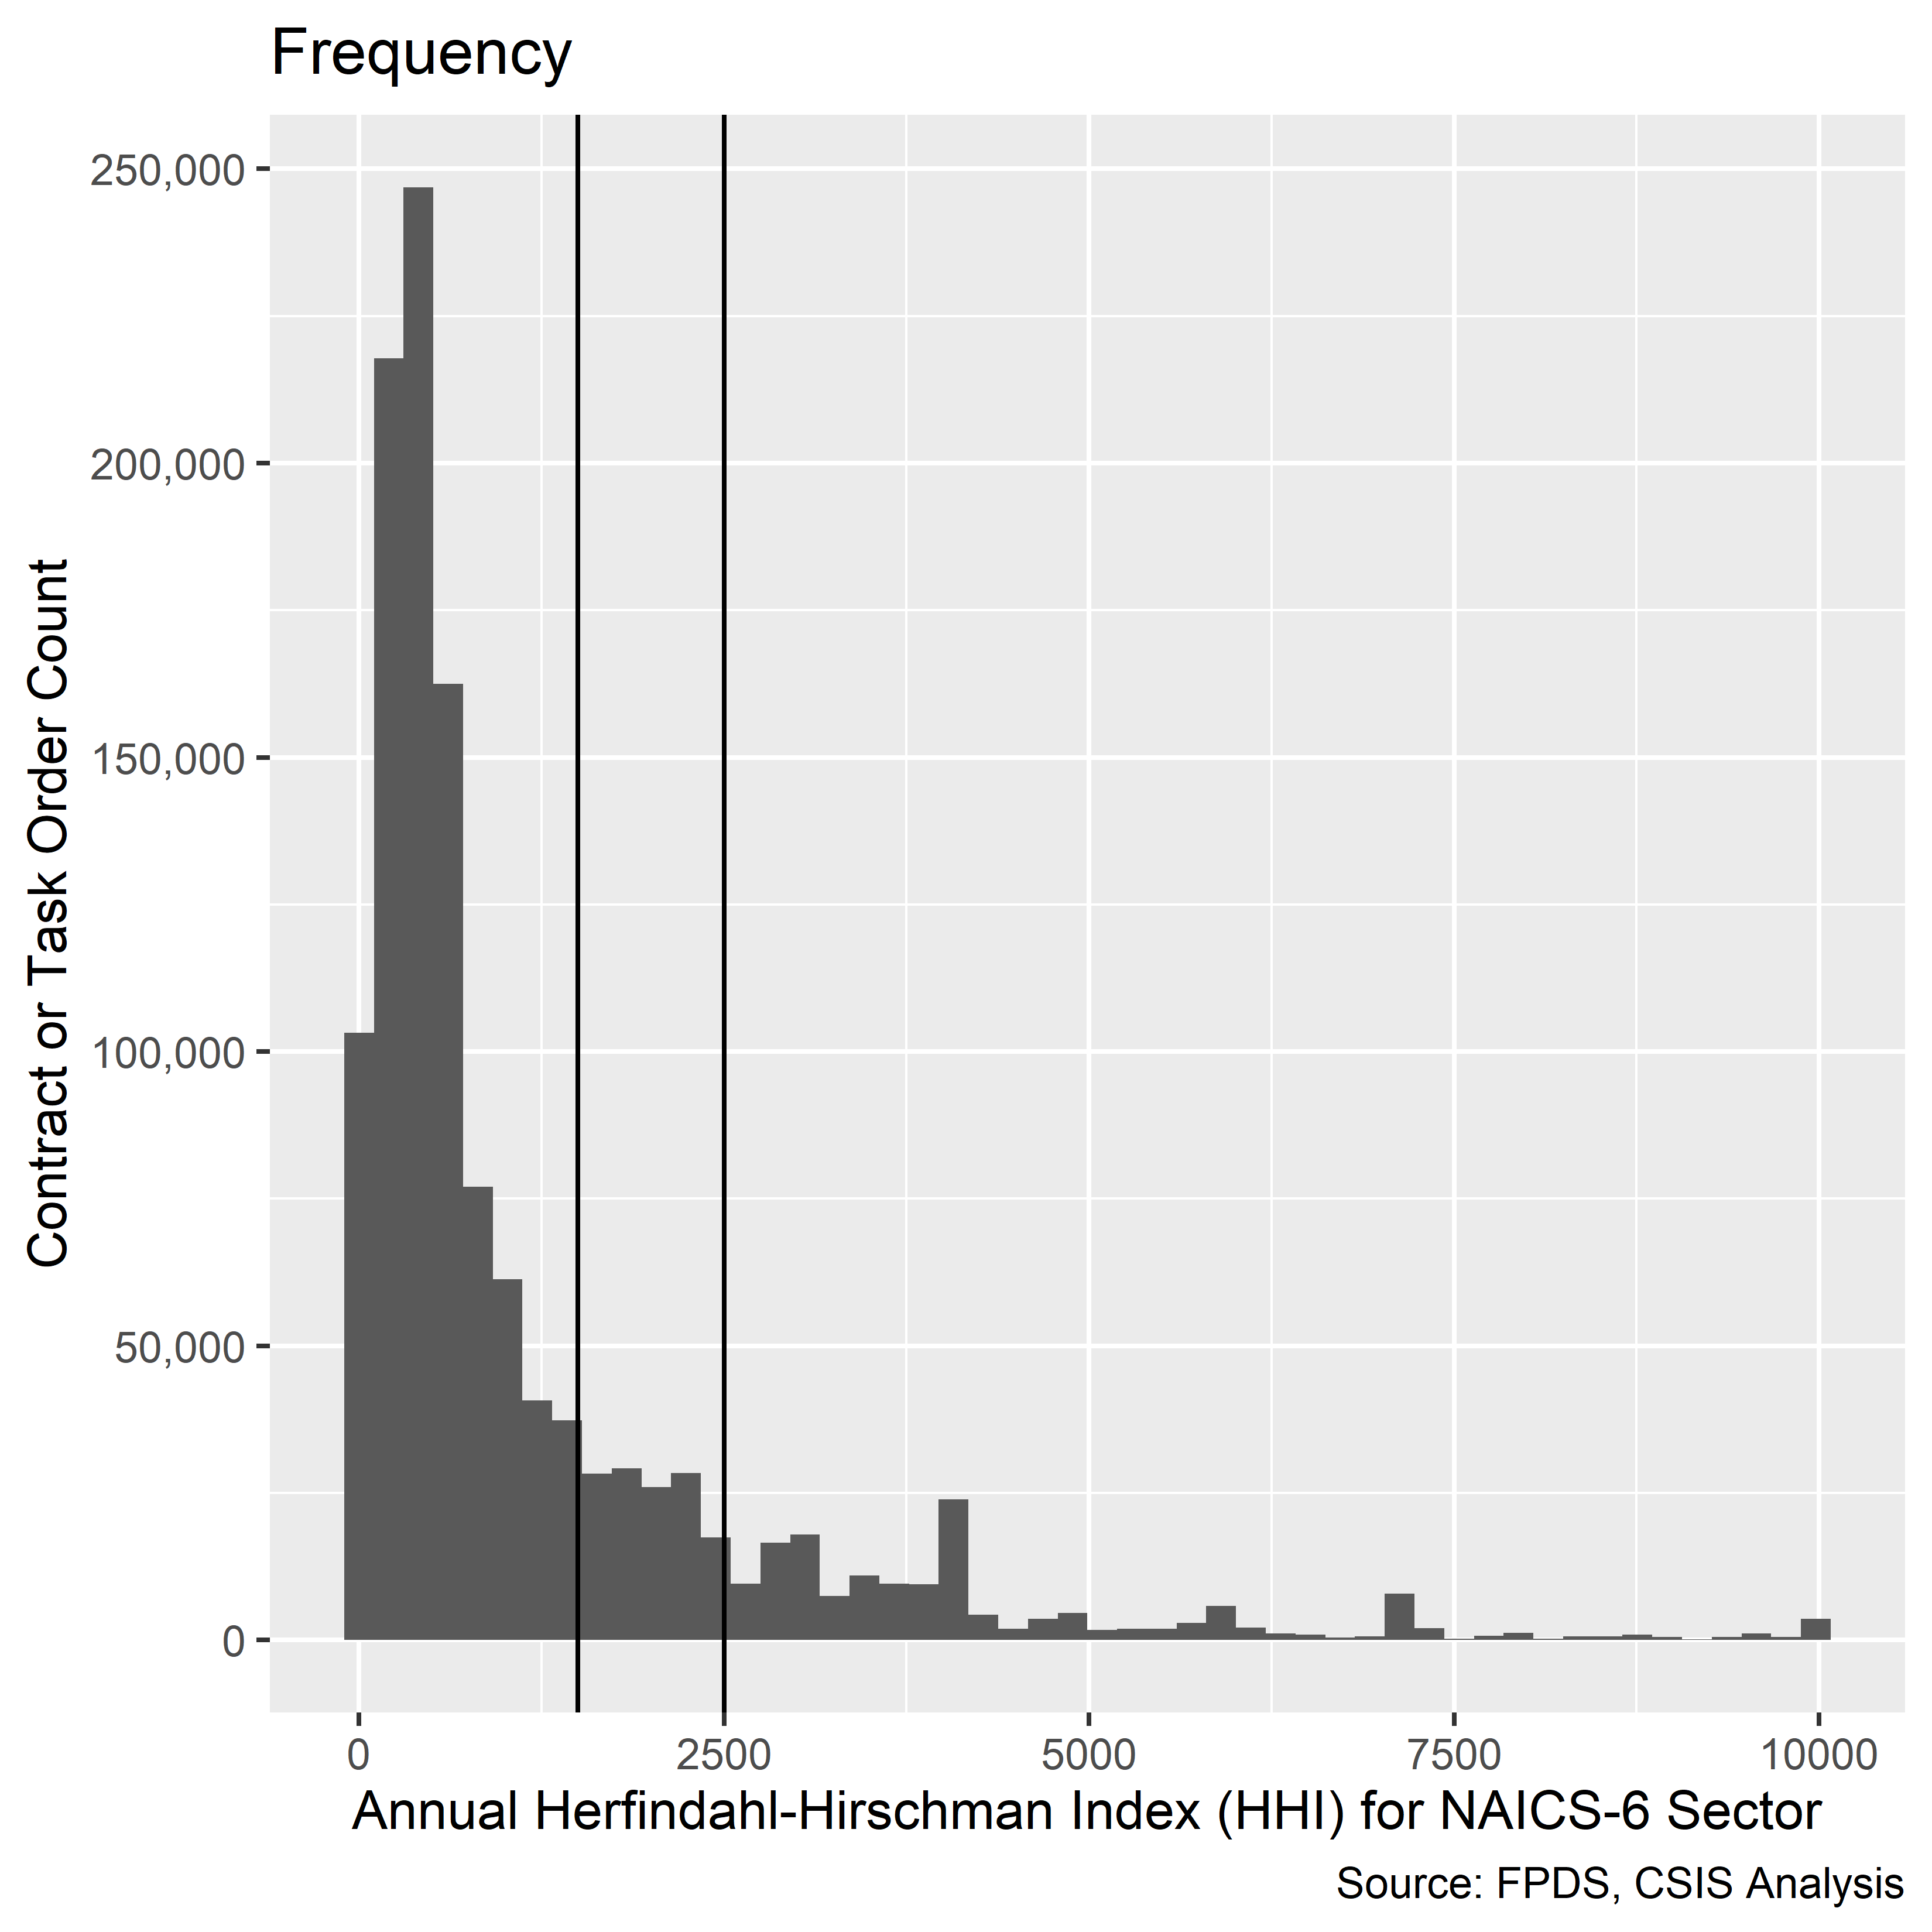 Frequency
250,000
200,000
150,000
100,000
50,000
0
Contract or Task Order Count
0 2500 5000 7500 10000
Annual Herfindahl-Hirschman Index (HHI) for NAICS-6 Sector
Source: FPDS, CSIS Analysis